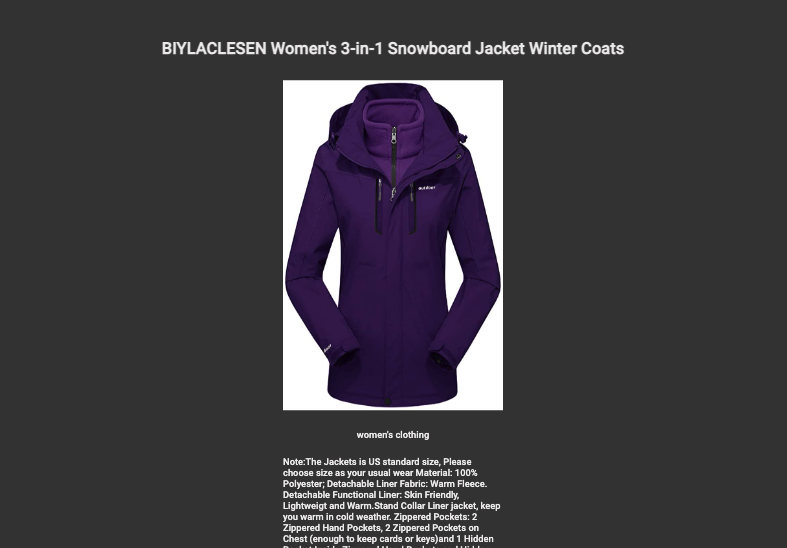 BIYLACLESEN Women's 3-in-1 Snowboard Jacket Winter Coats
outdoor
women's clothing
Note:The Jackets is US standard size, Please
choose size as your usual wear Material: 100%
Polyester; Detachable Liner Fabric: Warm Fleece.
Detachable Functional Liner: Skin Friendly,
Lightweigt and Warm.Stand Collar Liner jacket, keep
you warm in cold weather. Zippered Pockets: 2
Zippered Hand Pockets, 2 Zippered Pockets on
Chest (enough to keep cards or keys)and 1 Hidden